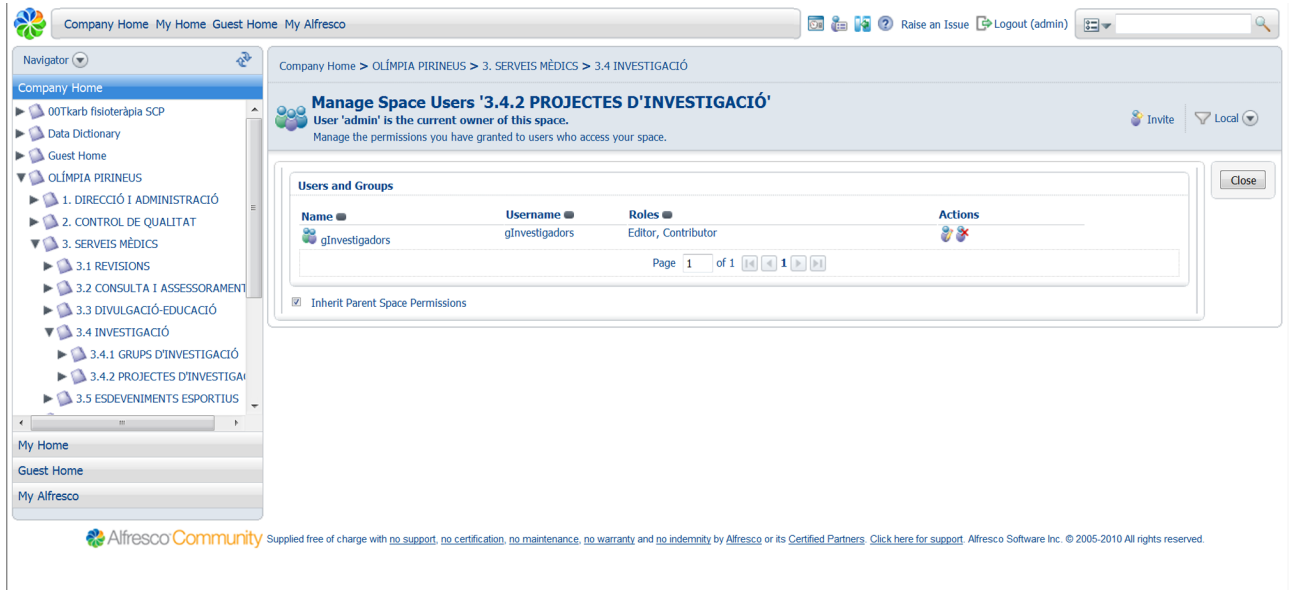 Company Home My Home Guest Home My Alfresco
Raise an Issue Logout (admin)
Navigator
Company Home
00Tkarb fisioteràpia SCP
Data Dictionary
Guest Home
OLÍMPIA PIRINEUS
1. DIRECCIÓ I ADMINISTRACIÓ
2. CONTROL DE QUALITAT
3. SERVEIS MÈDICS
3.1 REVISIONS
3.2 CONSULTA I ASSESSORAMENT
3.3 DIVULGACIÓ-EDUCACIÓ
3.4 INVESTIGACIÓ
3.4.1 GRUPS D'INVESTIGACIÓ
3.4.2 PROJECTES D'INVESTIGA
3.5 ESDEVENIMENTS ESPORTIUS
My Home
Guest Home
My Alfresco
Company Home > OLÍMPIA PIRINEUS > 3. SERVEIS MÈDICS > 3.4 INVESTIGACIÓ
Manage Space Users '3.4.2 PROJECTES D'INVESTIGACIÓ'
User 'admin' is the current owner of this space.
Manage the permissions you have granted to users who access your space.
Invite Local
Close
Users and Groups
Name Username Roles Actions
gInvestigadors gInvestigadors Editor, Contributor
Page 1 of 1 1
Inherit Parent Space Permissions
Alfresco Community Supplied free of charge with no support, no certification, no maintenance, no warranty and no indemnity by Alfresco or its Certified Partners. Click here for support. Alfresco Software Inc. © 2005-2010 All rights reserved.